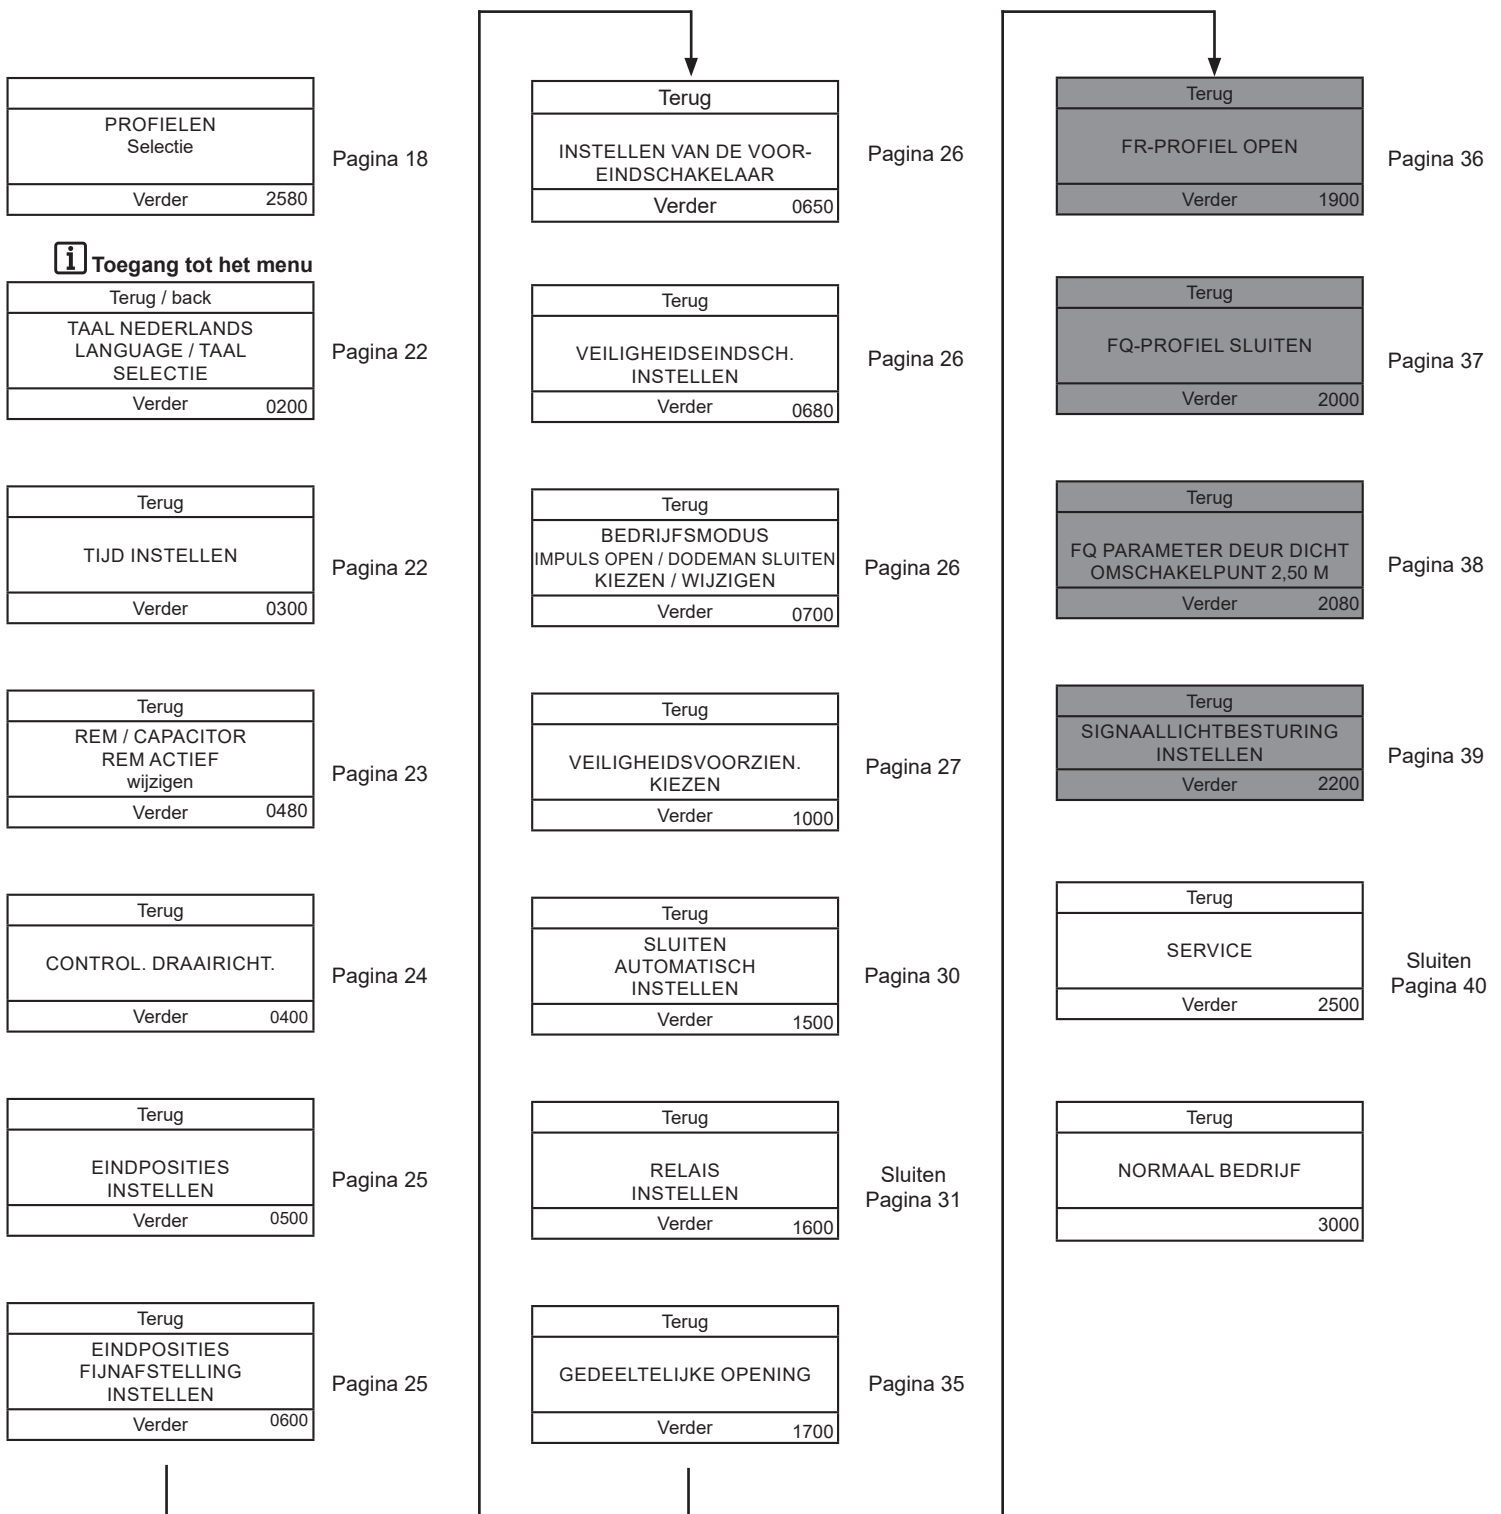 PROFIELEN
Selectie
Verder 2580
Pagina 18
i Toegang tot het menu
Terug / back
TAAL NEDERLANDS
LANGUAGE / TAAL
SELECTIE
Verder 0200
Pagina 22
Terug
TIJD INSTELLEN
Verder 0300
Pagina 22
Terug
REM / CAPACITOR
REM ACTIEF
wijzigen
Verder 0480
Pagina 23
Terug
CONTROL. DRAAIRICHT.
Verder 0400
Pagina 24
Terug
EINDPOSITIES
INSTELLEN
Verder 0500
Pagina 25
Terug
EINDPOSITIES
FIJNAFSTELLING
INSTELLEN
Verder 0600
Pagina 25
Terug
INSTELLEN VAN DE VOOR-
EINDSCHAKELAAR
Verder 0650
Pagina 26
Terug
VEILIGHEIDSEINDSCH.
INSTELLEN
Verder 0680
Pagina 26
Terug
BEDRIJFSMODUS
IMPULS OPEN / DODEMAN SLUITEN
KIEZEN / WIJZIGEN
Verder 0700
Pagina 26
Terug
VEILIGHEIDSVOORZIEN.
KIEZEN
Verder 1000
Pagina 27
Terug
SLUITEN
AUTOMATISCH
INSTELLEN
Verder 1500
Pagina 30
Terug
RELAIS
INSTELLEN
Verder 1600
Sluiten
Pagina 31
Terug
GEDEELTELIJKE OPENING
Verder 1700
Pagina 35
Terug
FR-PROFIEL OPEN
Verder 1900
Pagina 36
Terug
FQ-PROFIEL SLUITEN
Verder 2000
Pagina 37
Terug
FQ PARAMETER DEUR DICHT
OMSCHAKELPUNT 2,50 M
Verder 2080
Pagina 38
Terug
SIGNAALLICHTBESTURING
INSTELLEN
Verder 2200
Pagina 39
Terug
SERVICE
Verder 2500
Sluiten
Pagina 40
Terug
NORMAAL BEDRIJF
3000